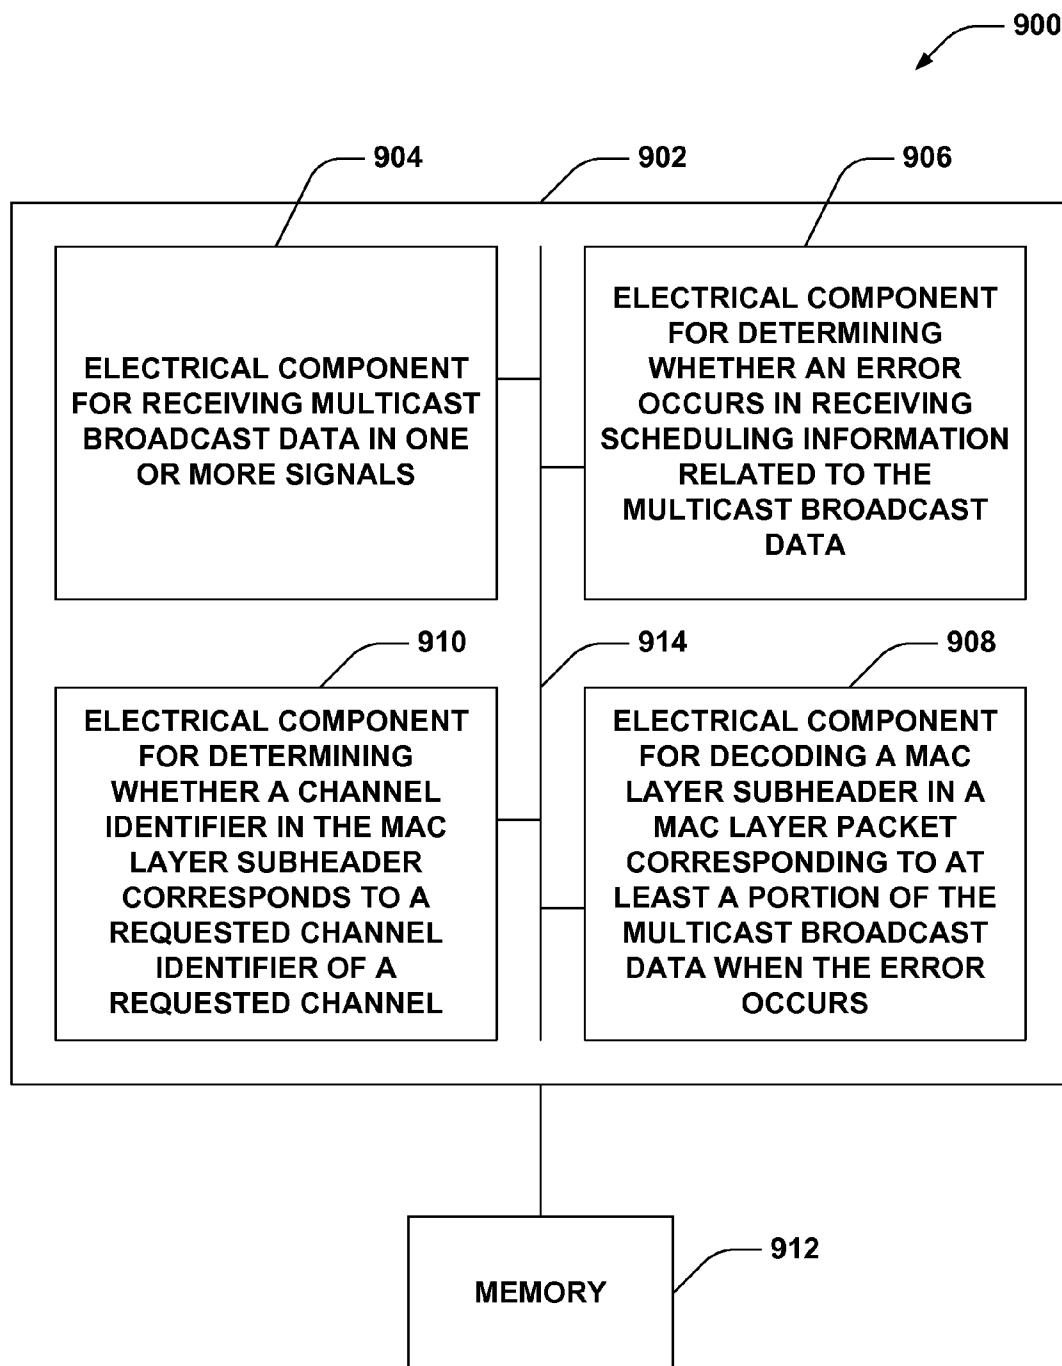 900
904
902
906
ELECTRICAL COMPONENT
FOR RECEIVING MULTICAST
BROADCAST DATA IN ONE
OR MORE SIGNALS
ELECTRICAL COMPONENT
FOR DETERMINING
WHETHER AN ERROR
OCCURS IN RECEIVING
SCHEDULING INFORMATION
RELATED TO THE
MULTICAST BROADCAST
DATA
910
914
908
ELECTRICAL COMPONENT
FOR DETERMINING
WHETHER A CHANNEL
IDENTIFIER IN THE MAC
LAYER SUBHEADER
CORRESPONDS TO A
REQUESTED CHANNEL
IDENTIFIER OF A
REQUESTED CHANNEL
ELECTRICAL COMPONENT
FOR DECODING A MAC
LAYER SUBHEADER IN A
MAC LAYER PACKET
CORRESPONDING TO AT
LEAST A PORTION OF THE
MULTICAST BROADCAST
DATA WHEN THE ERROR
OCCURS
912
MEMORY